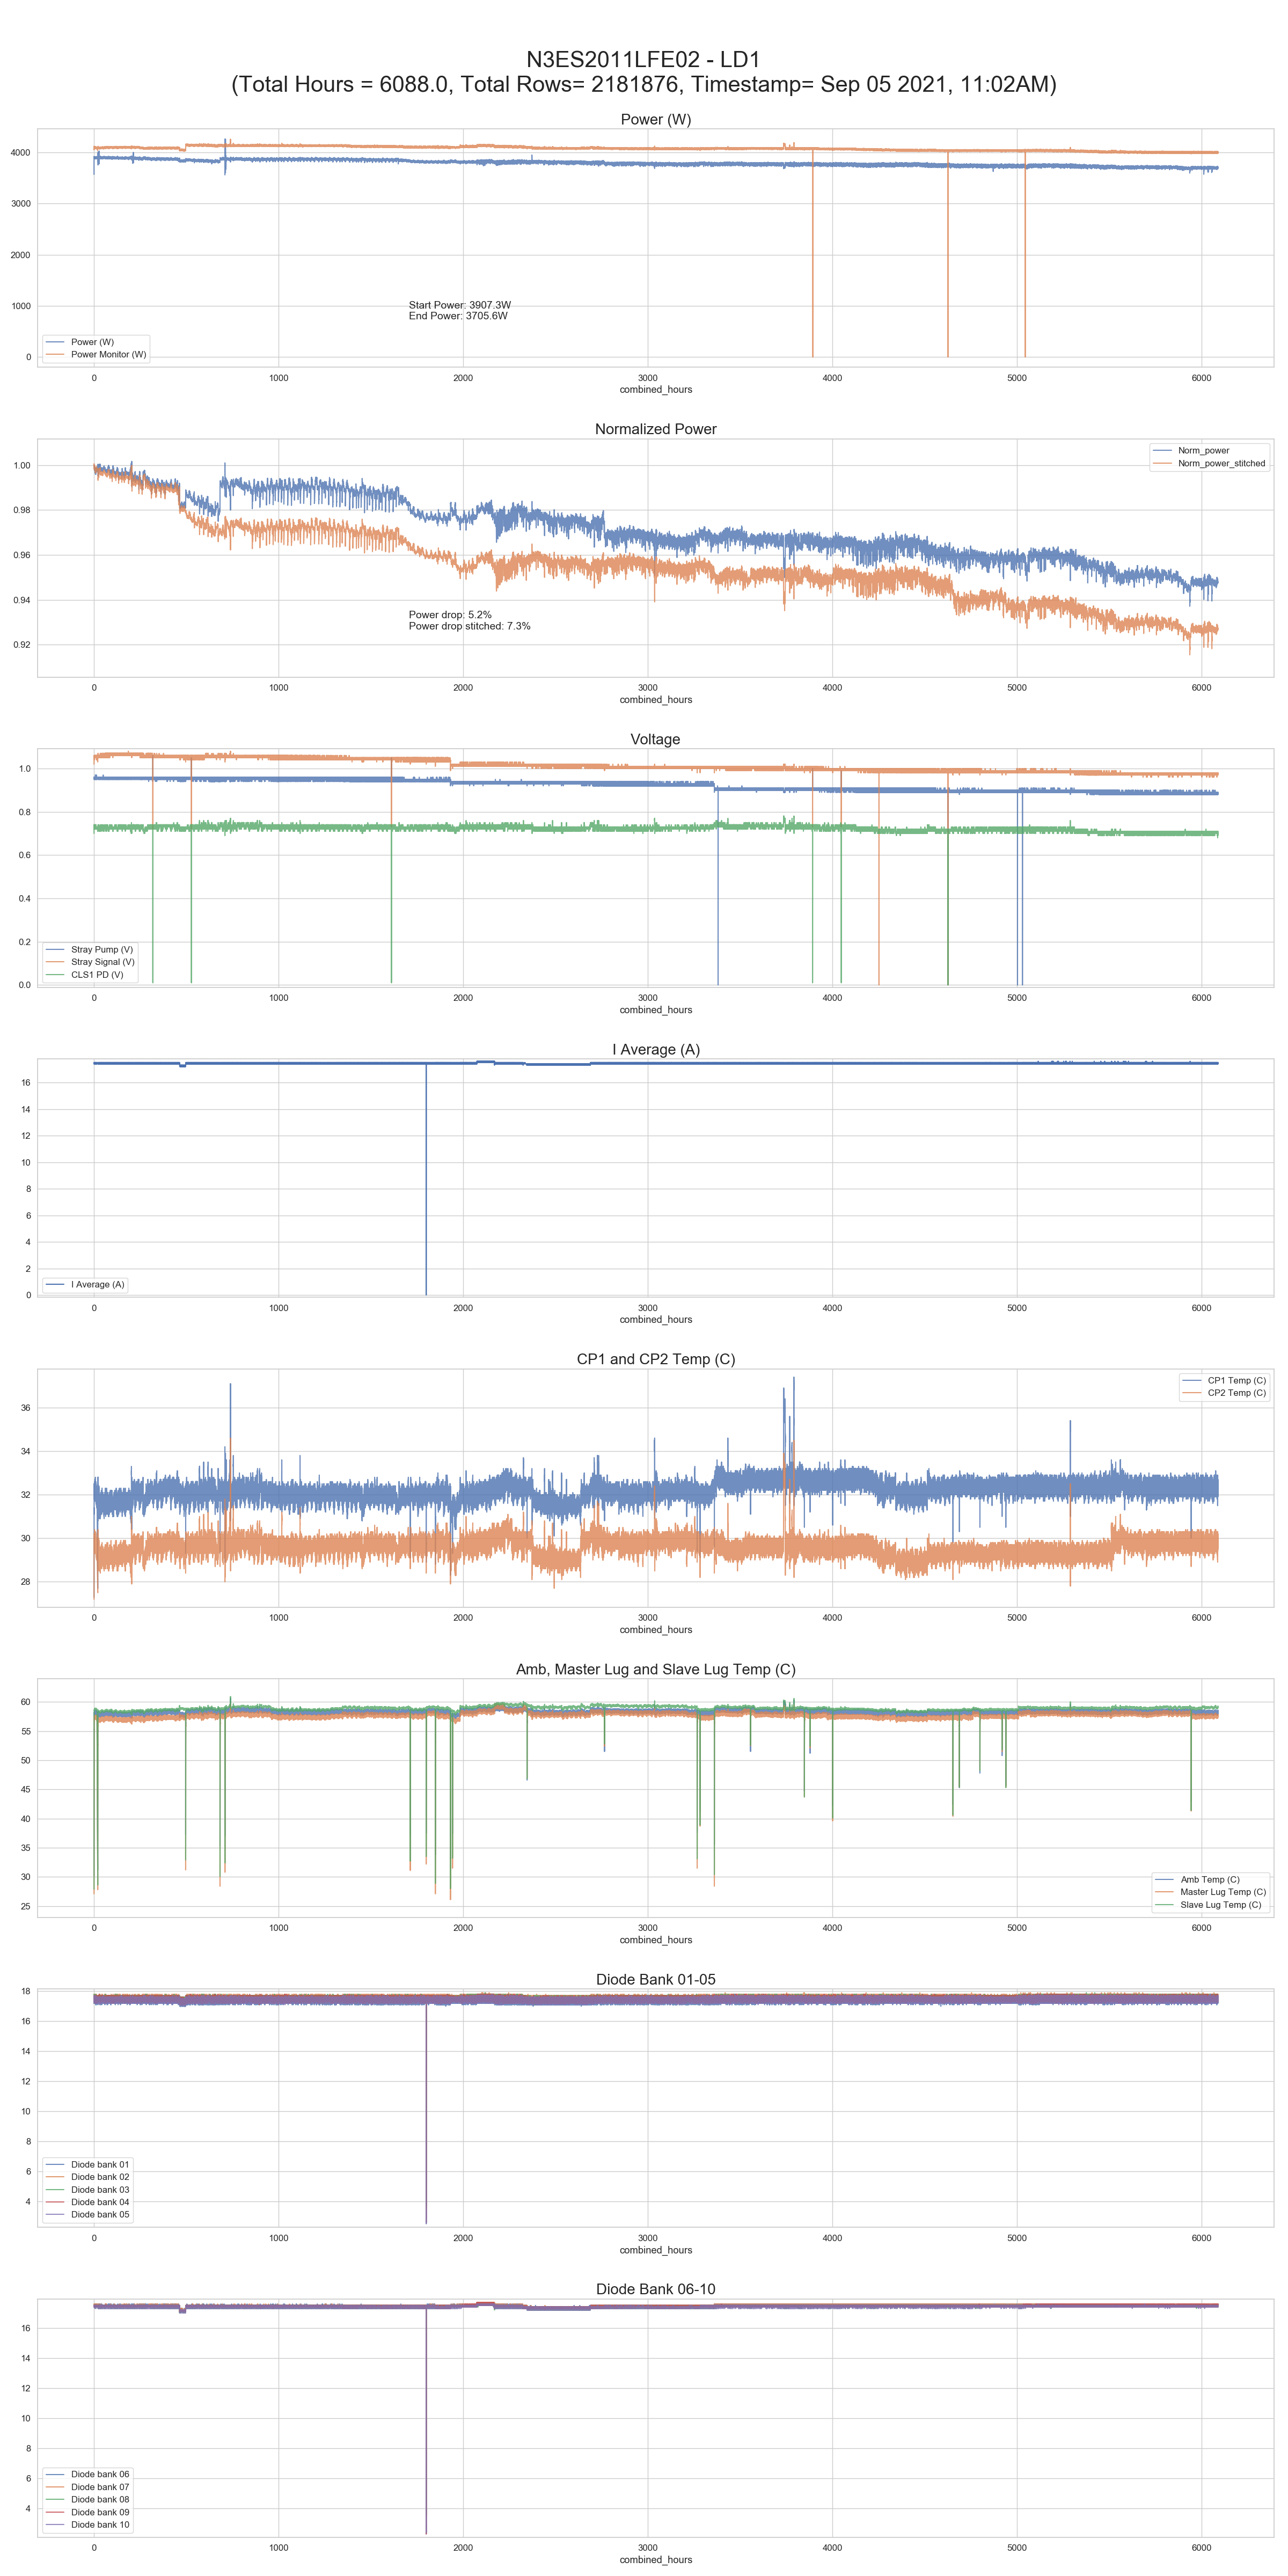 N3ES2011LFE02 - LD1
(Total Hours = 6088.0, Total Rows= 2181876, Timestamp= Sep 05 2021, 11:02AM)
Power (W)
4000
3000
2000
1000
0
Start Power: 3907.3W
End Power: 3705.6W
Power (W)
Power Monitor (W)
0 1000 2000 3000 4000 5000 6000
combined_hours
Normalized Power
1.00
0.98
0.96
0.94
0.92
Norm_power
Norm_power_stitched
Power drop: 5.2%
Power drop stitched: 7.3%
0 1000 2000 3000 4000 5000 6000
combined_hours
Voltage
1.0
0.8
0.6
0.4
0.2
0.0
Stray Pump (V)
Stray Signal (V)
CLS1 PD (V)
0 1000 2000 3000 4000 5000 6000
combined_hours
I Average (A)
16
14
12
10
8
6
4
2
0
I Average (A)
0 1000 2000 3000 4000 5000 6000
combined_hours
CP1 and CP2 Temp (C)
36
34
32
30
28
CP1 Temp (C)
CP2 Temp (C)
0 1000 2000 3000 4000 5000 6000
combined_hours
Amb, Master Lug and Slave Lug Temp (C)
60
55
50
45
40
35
30
25
Amb Temp (C)
Master Lug Temp (C)
Slave Lug Temp (C)
0 1000 2000 3000 4000 5000 6000
combined_hours
Diode Bank 01-05
18
16
14
12
10
8
6
4
Diode bank 01
Diode bank 02
Diode bank 03
Diode bank 04
Diode bank 05
0 1000 2000 3000 4000 5000 6000
combined_hours
Diode Bank 06-10
16
14
12
10
8
6
4
Diode bank 06
Diode bank 07
Diode bank 08
Diode bank 09
Diode bank 10
0 1000 2000 3000 4000 5000 6000
combined_hours